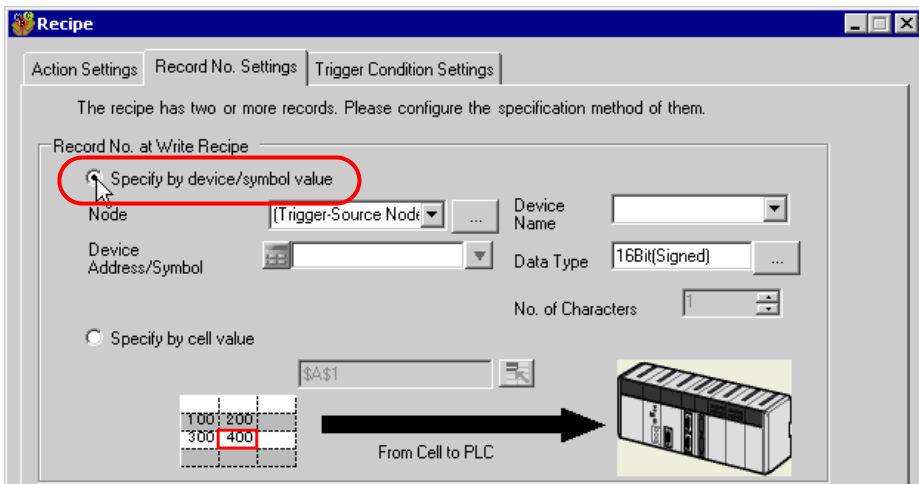 Recipe
Action Settings
Record No. Settings
Trigger Condition Settings
The recipe has two or more records. Please configure the specification method of them.
Record No. at Write Recipe
Specify by device/symbol value
Node
(Trigger-Source Node
...
Device
Name
Device
Address/Symbol
Data Type
16Bit(Signed)
...
No. of Characters
1
Specify by cell value
$A$1
100 200
300 400
From Cell to PLC